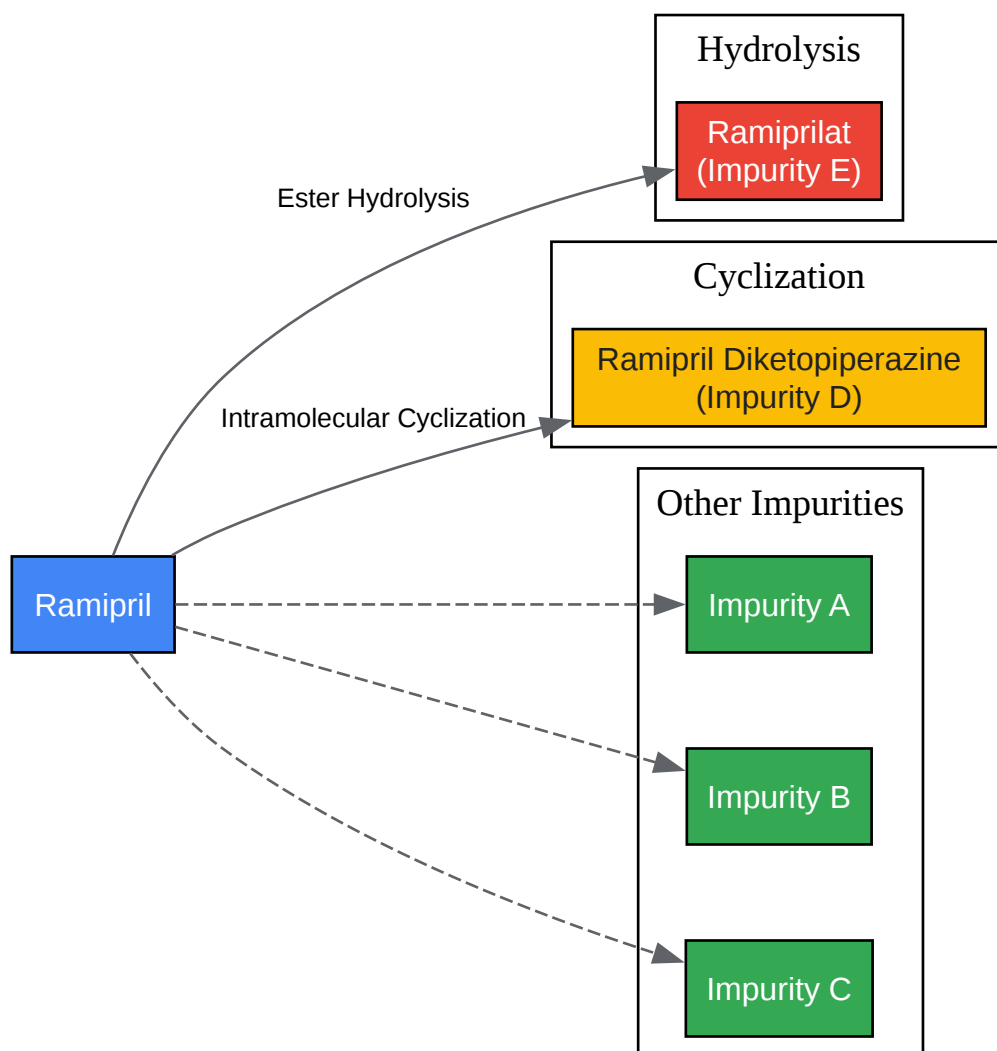 Hydrolysis
Ramiprilat
(Impurity E)
Ester Hydrolysis
Cyclization
Ramipril Diketopiperazine
(Impurity D)
Intramolecular Cyclization
Other Impurities
Ramipril
Impurity A
Impurity B
Impurity C